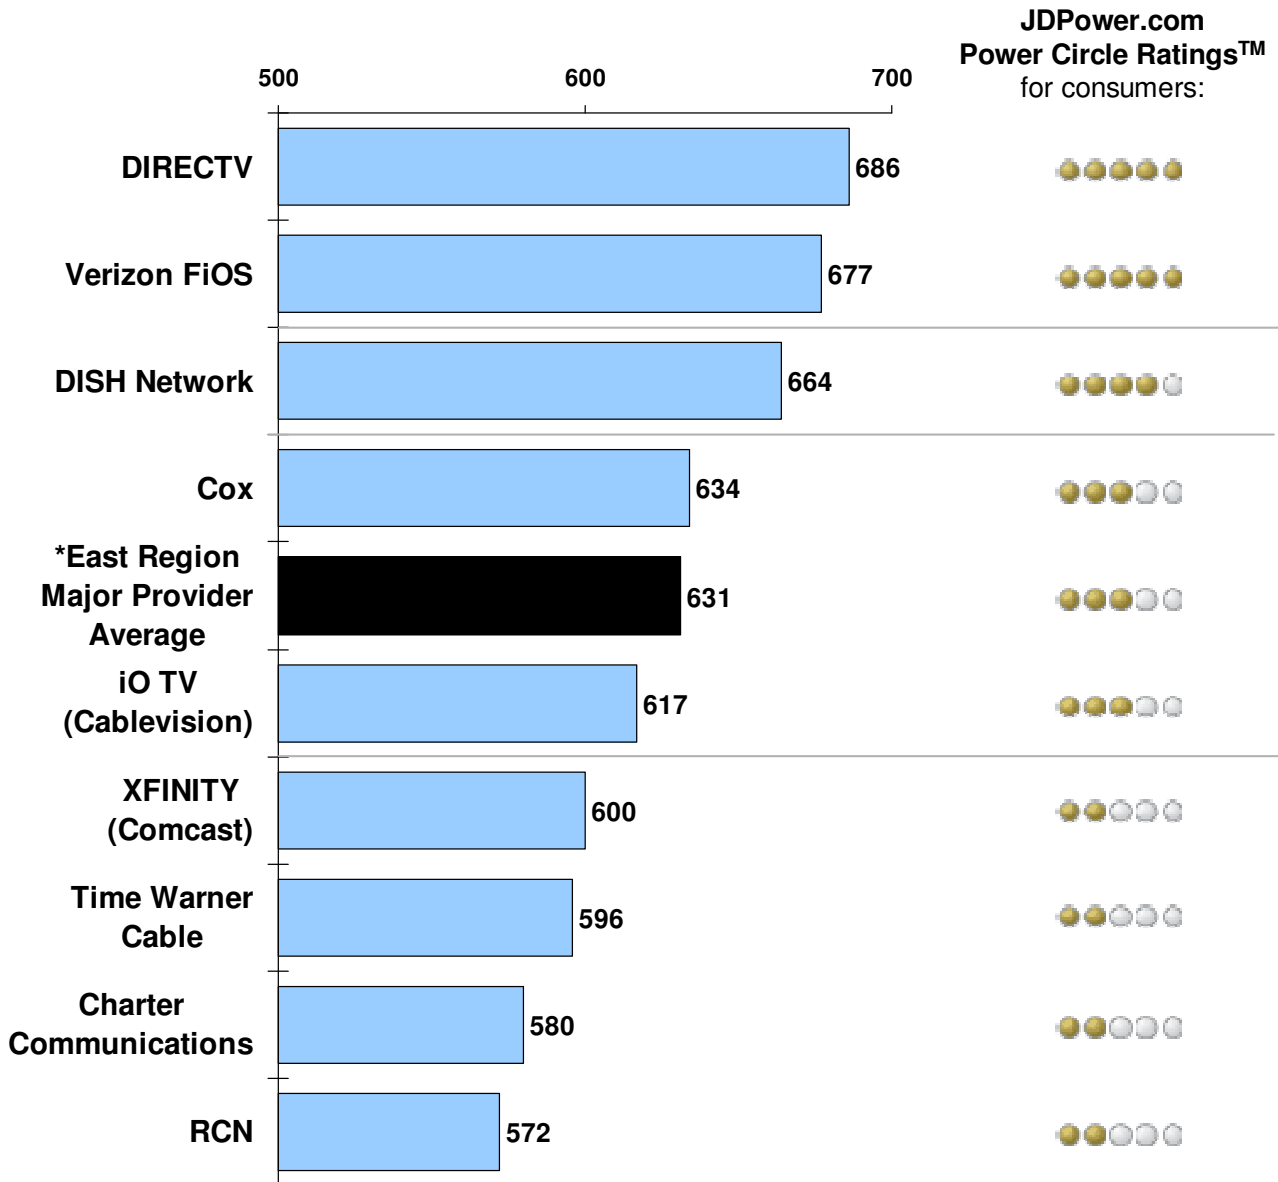 JDPower.com
Power Circle Ratings™
for consumers:
500 600 700
DIRECTV 686
Verizon FiOS 677
DISH Network 664
Cox 634
*East Region
Major Provider 631
Average
iO TV
(Cablevision) 617
XFINITY
(Comcast) 600
Time Warner
Cable 596
Charter
Communications 580
RCN 572